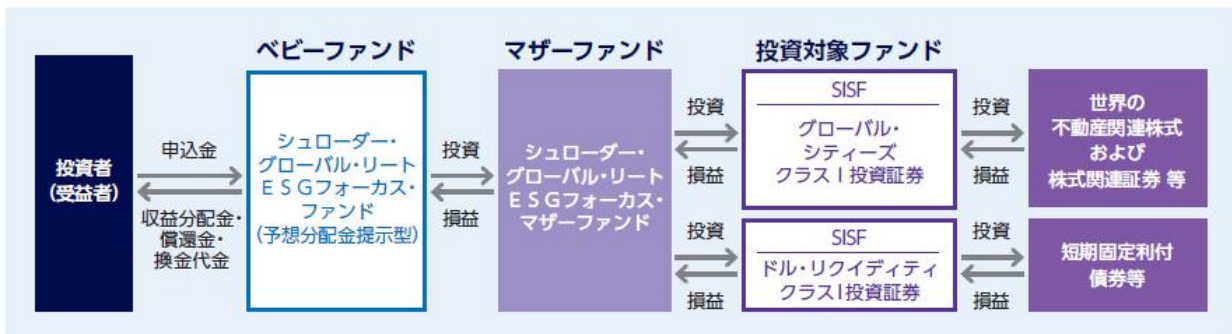 ベビーファンド
マザーファンド
投資対象ファンド
投資者
(受益者)
申込金
収益分配金・
償還金・
換金代金
シュローダー・
グローバル・リート
ESGフォーカス・
ファンド
(予想分配金提示型)
投資
損益
シュローダー・
グローバル・リート
ESGフォーカス・
マザーファンド
投資
損益
SISF
グローバル・
シティーズ
クラスI投資証券
投資
損益
世界の
不動産関連株式
および
株式関連証券 等
投資
損益
SISF
ドル・リクイディティ
クラスI投資証券
投資
損益
短期固定利付
債券等